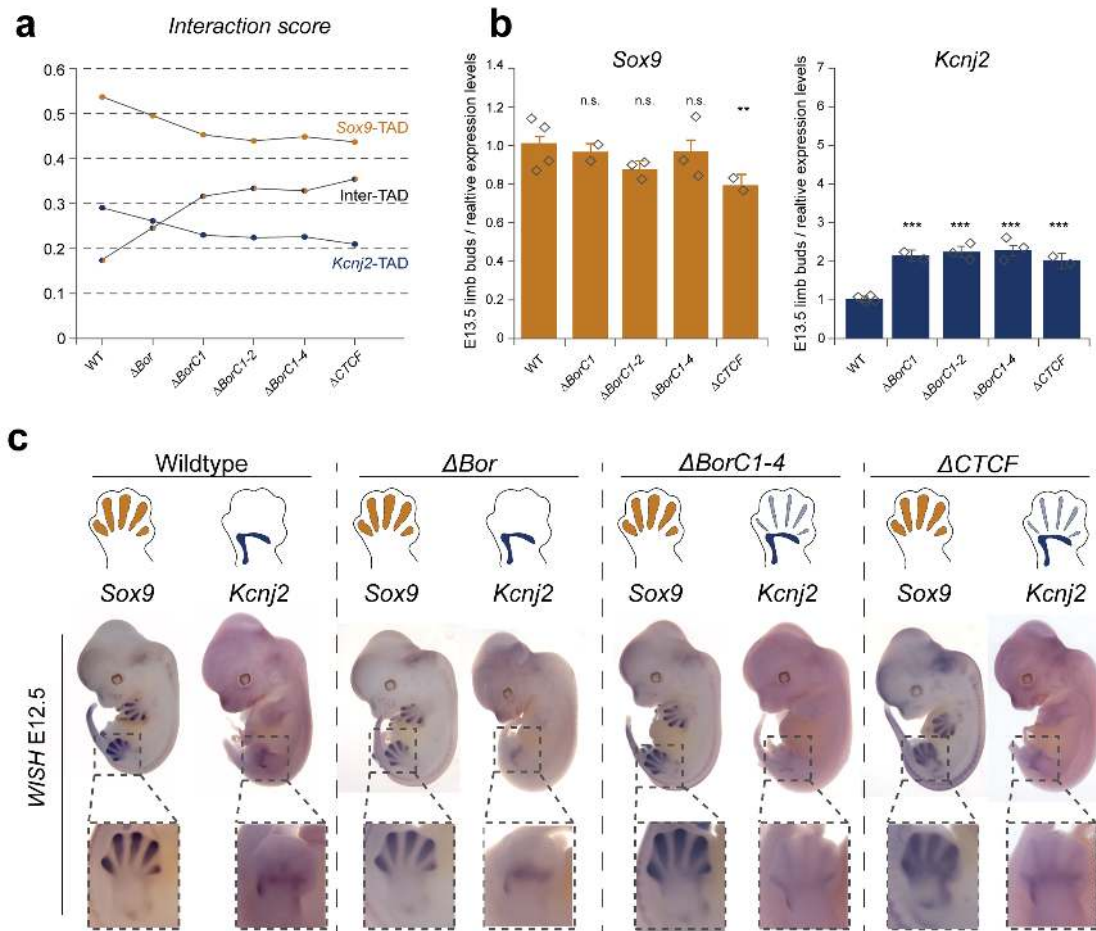 a
Interaction score
0.6
0.5
0.4
0.3
0.2
0.1
0
Sox9-TAD
Inter-TAD
Kcnj2-TAD
WT
ΔBor
ΔBorC1
ΔBorC1-2
ΔBorC1-4
ΔCTCF
b
Sox9
E13.5 limb buds / realtive expression levels
1.4
1.2
1.0
0.8
0.6
0.4
0.2
0
n.s.
n.s.
n.s.
**
WT
ΔBorC1
ΔBorC1-2
ΔBorC1-4
ΔCTCF
Kcnj2
E13.5 limb buds / realtive expression levels
7
6
5
4
3
2
1
0
***
***
***
***
WT
ΔBorC1
ΔBorC1-2
ΔBorC1-4
ΔCTCF
c
Wildtype
ΔBor
ΔBorC1-4
ΔCTCF
Sox9
Kcnj2
Sox9
Kcnj2
Sox9
Kcnj2
Sox9
Kcnj2
WISH E12.5